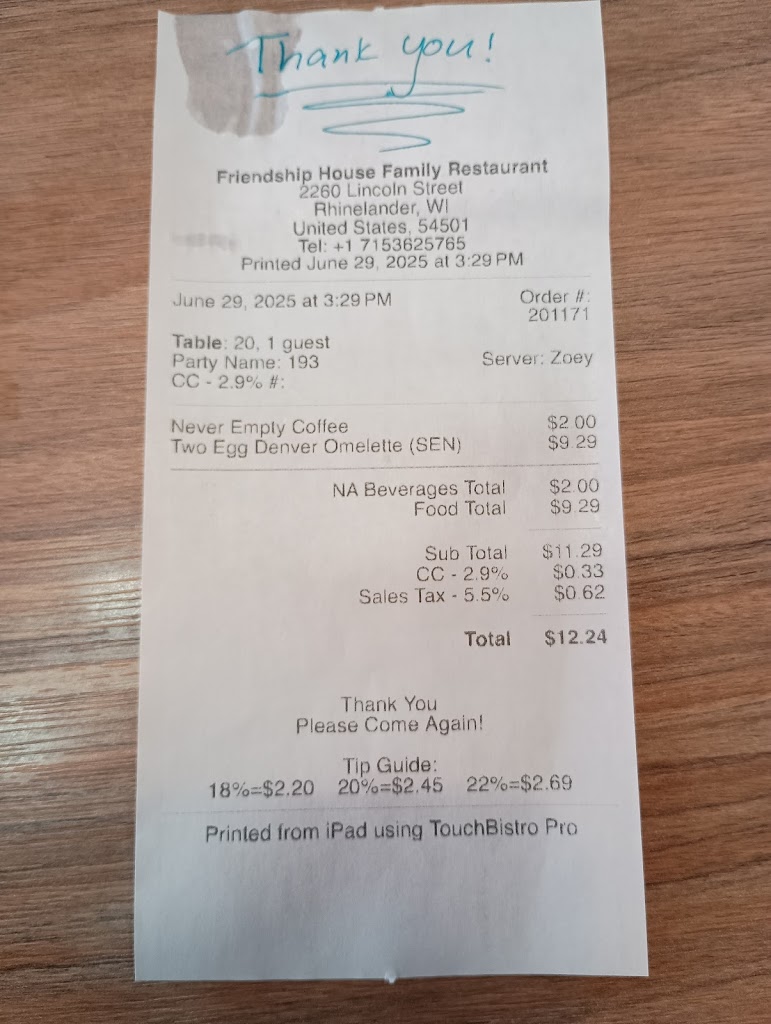 Thank you!
Friendship House Family Restaurant
2260 Lincoln Street
Rhinelander, WI
United States, 54501
Tel: +1 7153625765
Printed June 29, 2025 at 3:29 PM
June 29, 2025 at 3:29 PM Order #:
201171
Table: 20, 1 guest
Party Name: 193 Server: Zoey
CC - 2.9% #:
Never Empty Coffee $2.00
Two Egg Denver Omelette (SEN) $9.29
NA Beverages Total $2.00
Food Total $9.29
Sub Total $11.29
CC - 2.9% $0.33
Sales Tax - 5.5% $0.62
Total $12.24
Thank You
Please Come Again!
Tip Guide:
18%=$2.20 20%=$2.45 22%=$2.69
Printed from iPad using TouchBistro Pro